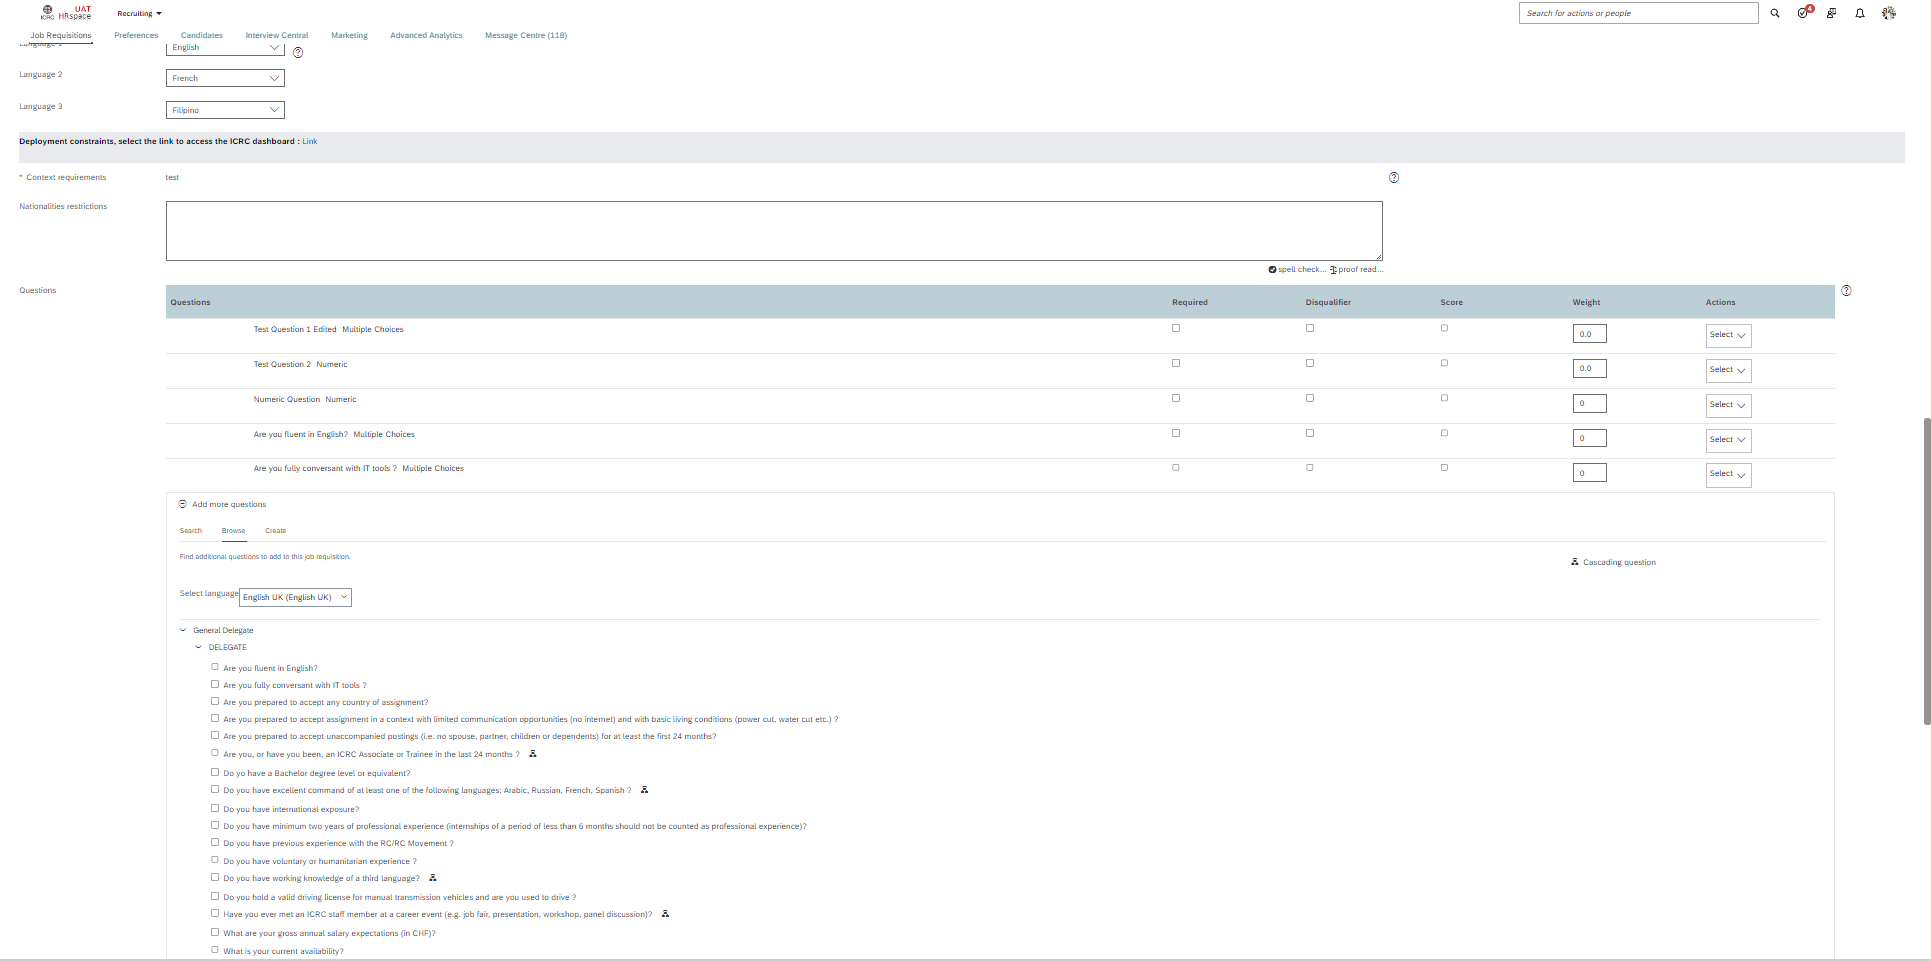 ICRC UAT HRspace Recruiting Search for actions or people 4
Job Requisitions Preferences Candidates Interview Central Marketing Advanced Analytics Message Centre (118)
Language 1 English
Language 2 French
Language 3 Filipino
Deployment constraints, select the link to access the ICRC dashboard : Link
* Context requirements test
Nationalities restrictions
spell check... proof read...
Questions
Questions Required Disqualifier Score Weight Actions
Test Question 1 Edited Multiple Choices 0.0 Select
Test Question 2 Numeric 0.0 Select
Numeric Question Numeric 0 Select
Are you fluent in English? Multiple Choices 0 Select
Are you fully conversant with IT tools ? Multiple Choices 0 Select
Add more questions
Search Browse Create
Find additional questions to add to this job requisition.
Cascading question
Select language English UK (English UK)
General Delegate
DELEGATE
Are you fluent in English?
Are you fully conversant with IT tools ?
Are you prepared to accept any country of assignment?
Are you prepared to accept assignment in a context with limited communication opportunities (no internet) and with basic living conditions (power cut, water cut etc.) ?
Are you prepared to accept unaccompanied postings (i.e. no spouse, partner, children or dependents) for at least the first 24 months?
Are you, or have you been, an ICRC Associate or Trainee in the last 24 months ?
Do yo have a Bachelor degree level or equivalent?
Do you have excellent command of at least one of the following languages: Arabic, Russian, French, Spanish ?
Do you have international exposure?
Do you have minimum two years of professional experience (internships of a period of less than 6 months should not be counted as professional experience)?
Do you have previous experience with the RC/RC Movement ?
Do you have voluntary or humanitarian experience ?
Do you have working knowledge of a third language?
Do you hold a valid driving license for manual transmission vehicles and are you used to drive ?
Have you ever met an ICRC staff member at a career event (e.g. job fair, presentation, workshop, panel discussion)?
What are your gross annual salary expectations (in CHF)?
What is your current availability?